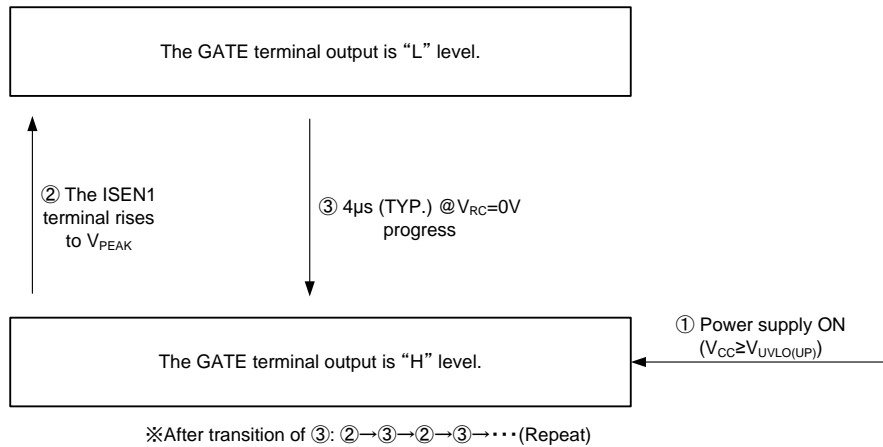 The GATE terminal output is “L” level.
② The ISEN1
terminal rises
to VPEAK
③ 4μs (TYP.) @VRC=0V
progress
① Power supply ON
(VCC≥VUVLO(UP))
The GATE terminal output is “H” level.
※After transition of ③: ②→③→②→③→···(Repeat)